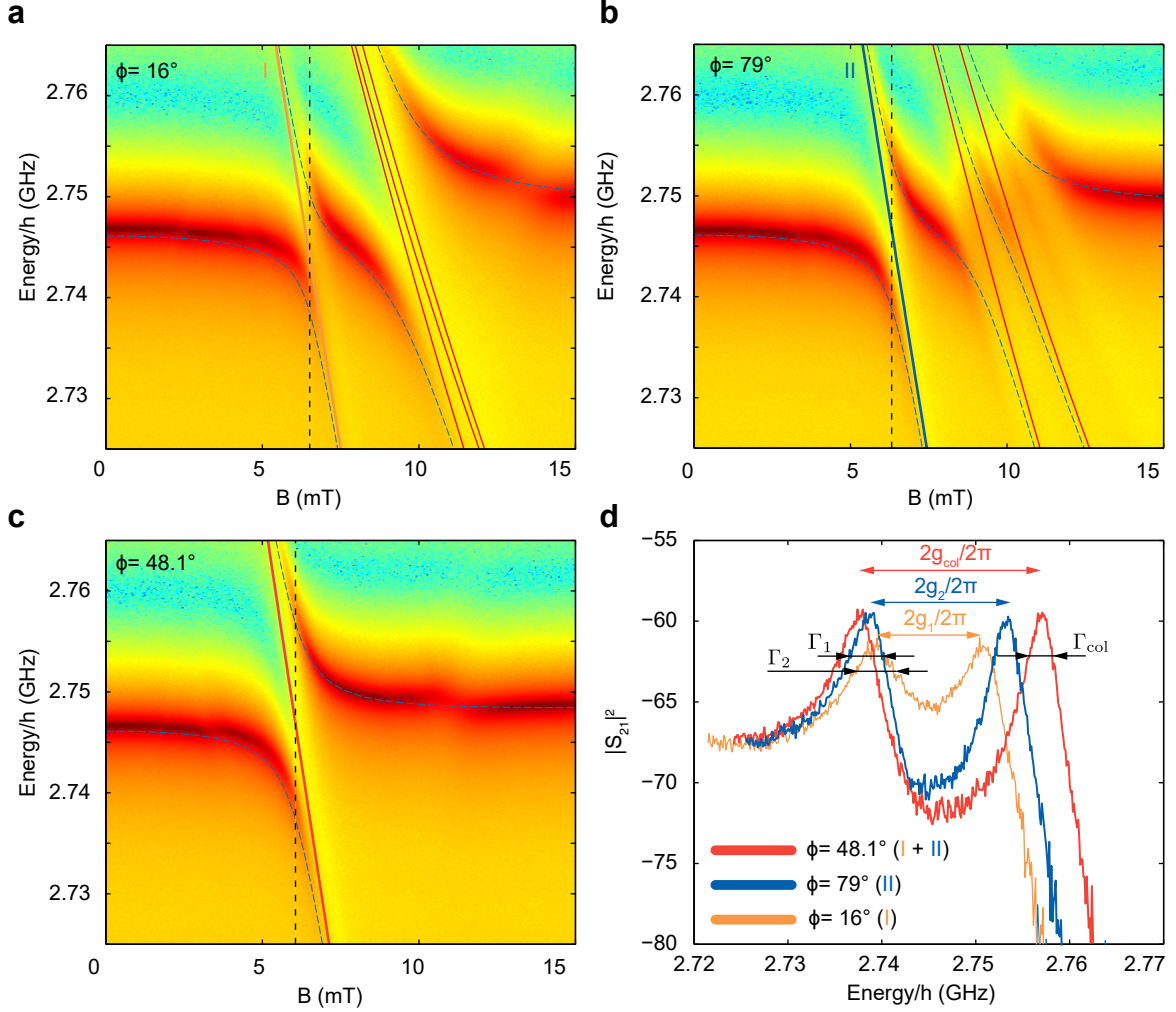 a
ϕ= 16°
I
2.76
2.75
2.74
2.73
Energy/h (GHz)
0 5 10 15
B (mT)
b
ϕ= 79°
II
2.76
2.75
2.74
2.73
Energy/h (GHz)
0 5 10 15
B (mT)
c
ϕ= 48.1°
2.76
2.75
2.74
2.73
Energy/h (GHz)
0 5 10 15
B (mT)
d
−55
−60
−65
−70
−75
−80
|S₂₁|²
2g_col/2π
2g₂/2π
2g₁/2π
Γ₁
Γ₂
Γ_col
ϕ= 48.1° (I + II)
ϕ= 79° (II)
ϕ= 16° (I)
2.72 2.73 2.74 2.75 2.76 2.77
Energy/h (GHz)